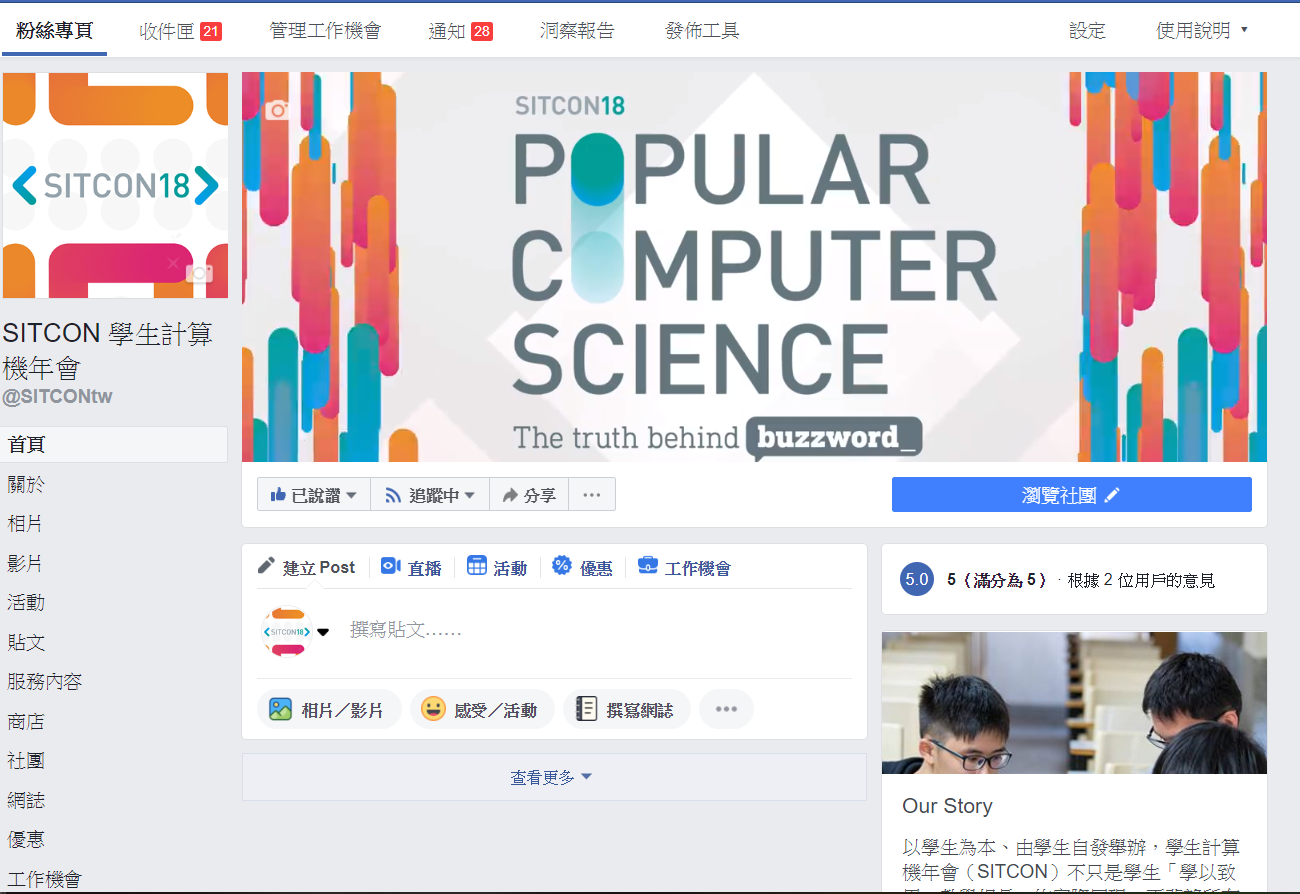 粉絲專頁
收件匣 21
管理工作機會
通知 28
洞察報告
發佈工具
設定
使用說明
SITCON18
SITCON 學生計算
機年會
@SITCONtw
首頁
關於
相片
影片
活動
貼文
服務內容
商店
社團
網誌
優惠
工作機會
SITCON18
POPULAR
COMPUTER
SCIENCE
The truth behind buzzword_
已說讚
追蹤中
分享
瀏覽社團
建立 Post
直播
活動
優惠
工作機會
SITCON18
撰寫貼文……
相片／影片
感受／活動
撰寫網誌
查看更多
5.0 5（滿分為 5） · 根據 2 位用戶的意見
Our Story
以學生為本、由學生自發舉辦，學生計算
機年會（SITCON）不只是學生「學以致